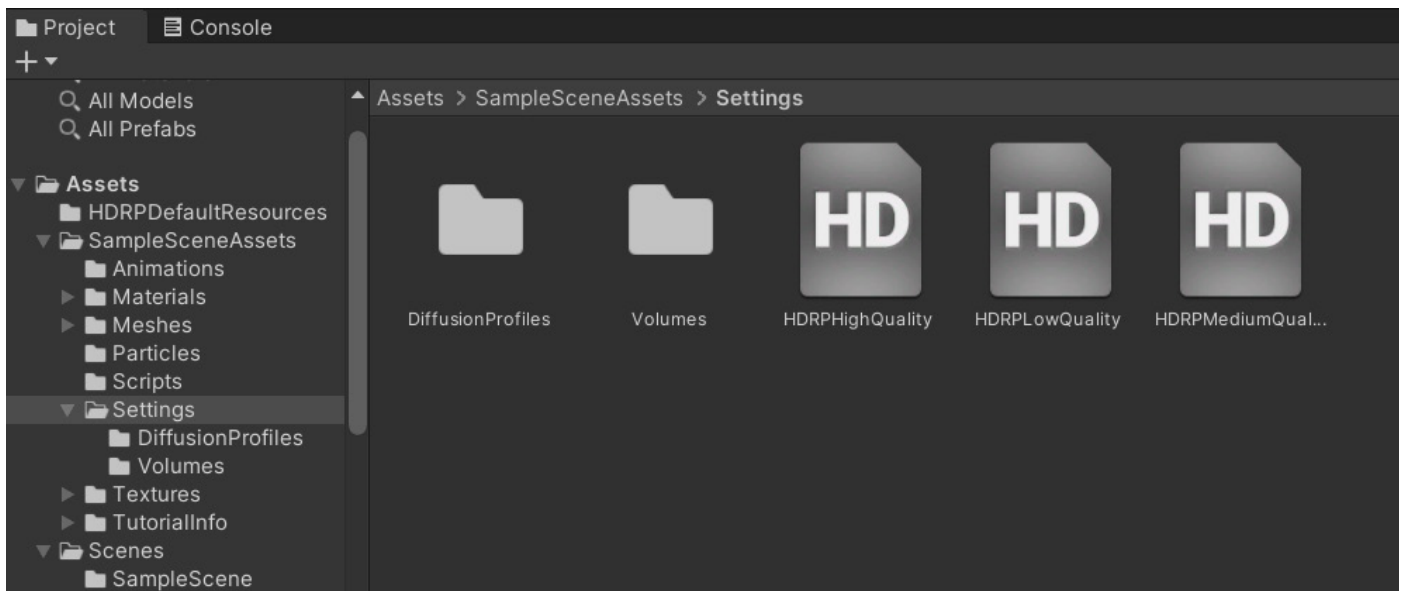 Project
Console
All Models
All Prefabs
Assets
HDRPDefaultResources
SampleSceneAssets
Animations
Materials
Meshes
Particles
Scripts
Settings
DiffusionProfiles
Volumes
Textures
TutorialInfo
Scenes
SampleScene
Assets > SampleSceneAssets > Settings
HD
HD
HD
DiffusionProfiles
Volumes
HDRPHighQuality
HDRPLowQuality
HDRPMediumQual...